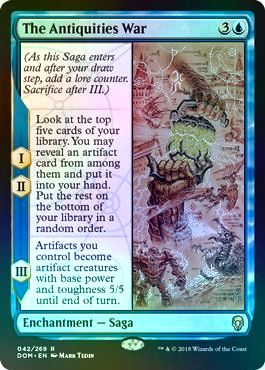 The Antiquities War 3
(As this Saga enters
and after your draw
step, add a lore counter.
Sacrifice after III.)
I
II
Look at the top
five cards of your
library. You may
reveal an artifact
card from among
them and put it
into your hand.
Put the rest on
the bottom of
your library in a
random order.
III
Artifacts you
control become
artifact creatures
with base power
and toughness 5/5
until end of turn.
Enchantment — Saga
042/269 R
DOM • EN MARK TEDIN
™ & © 2018 Wizards of the Coast